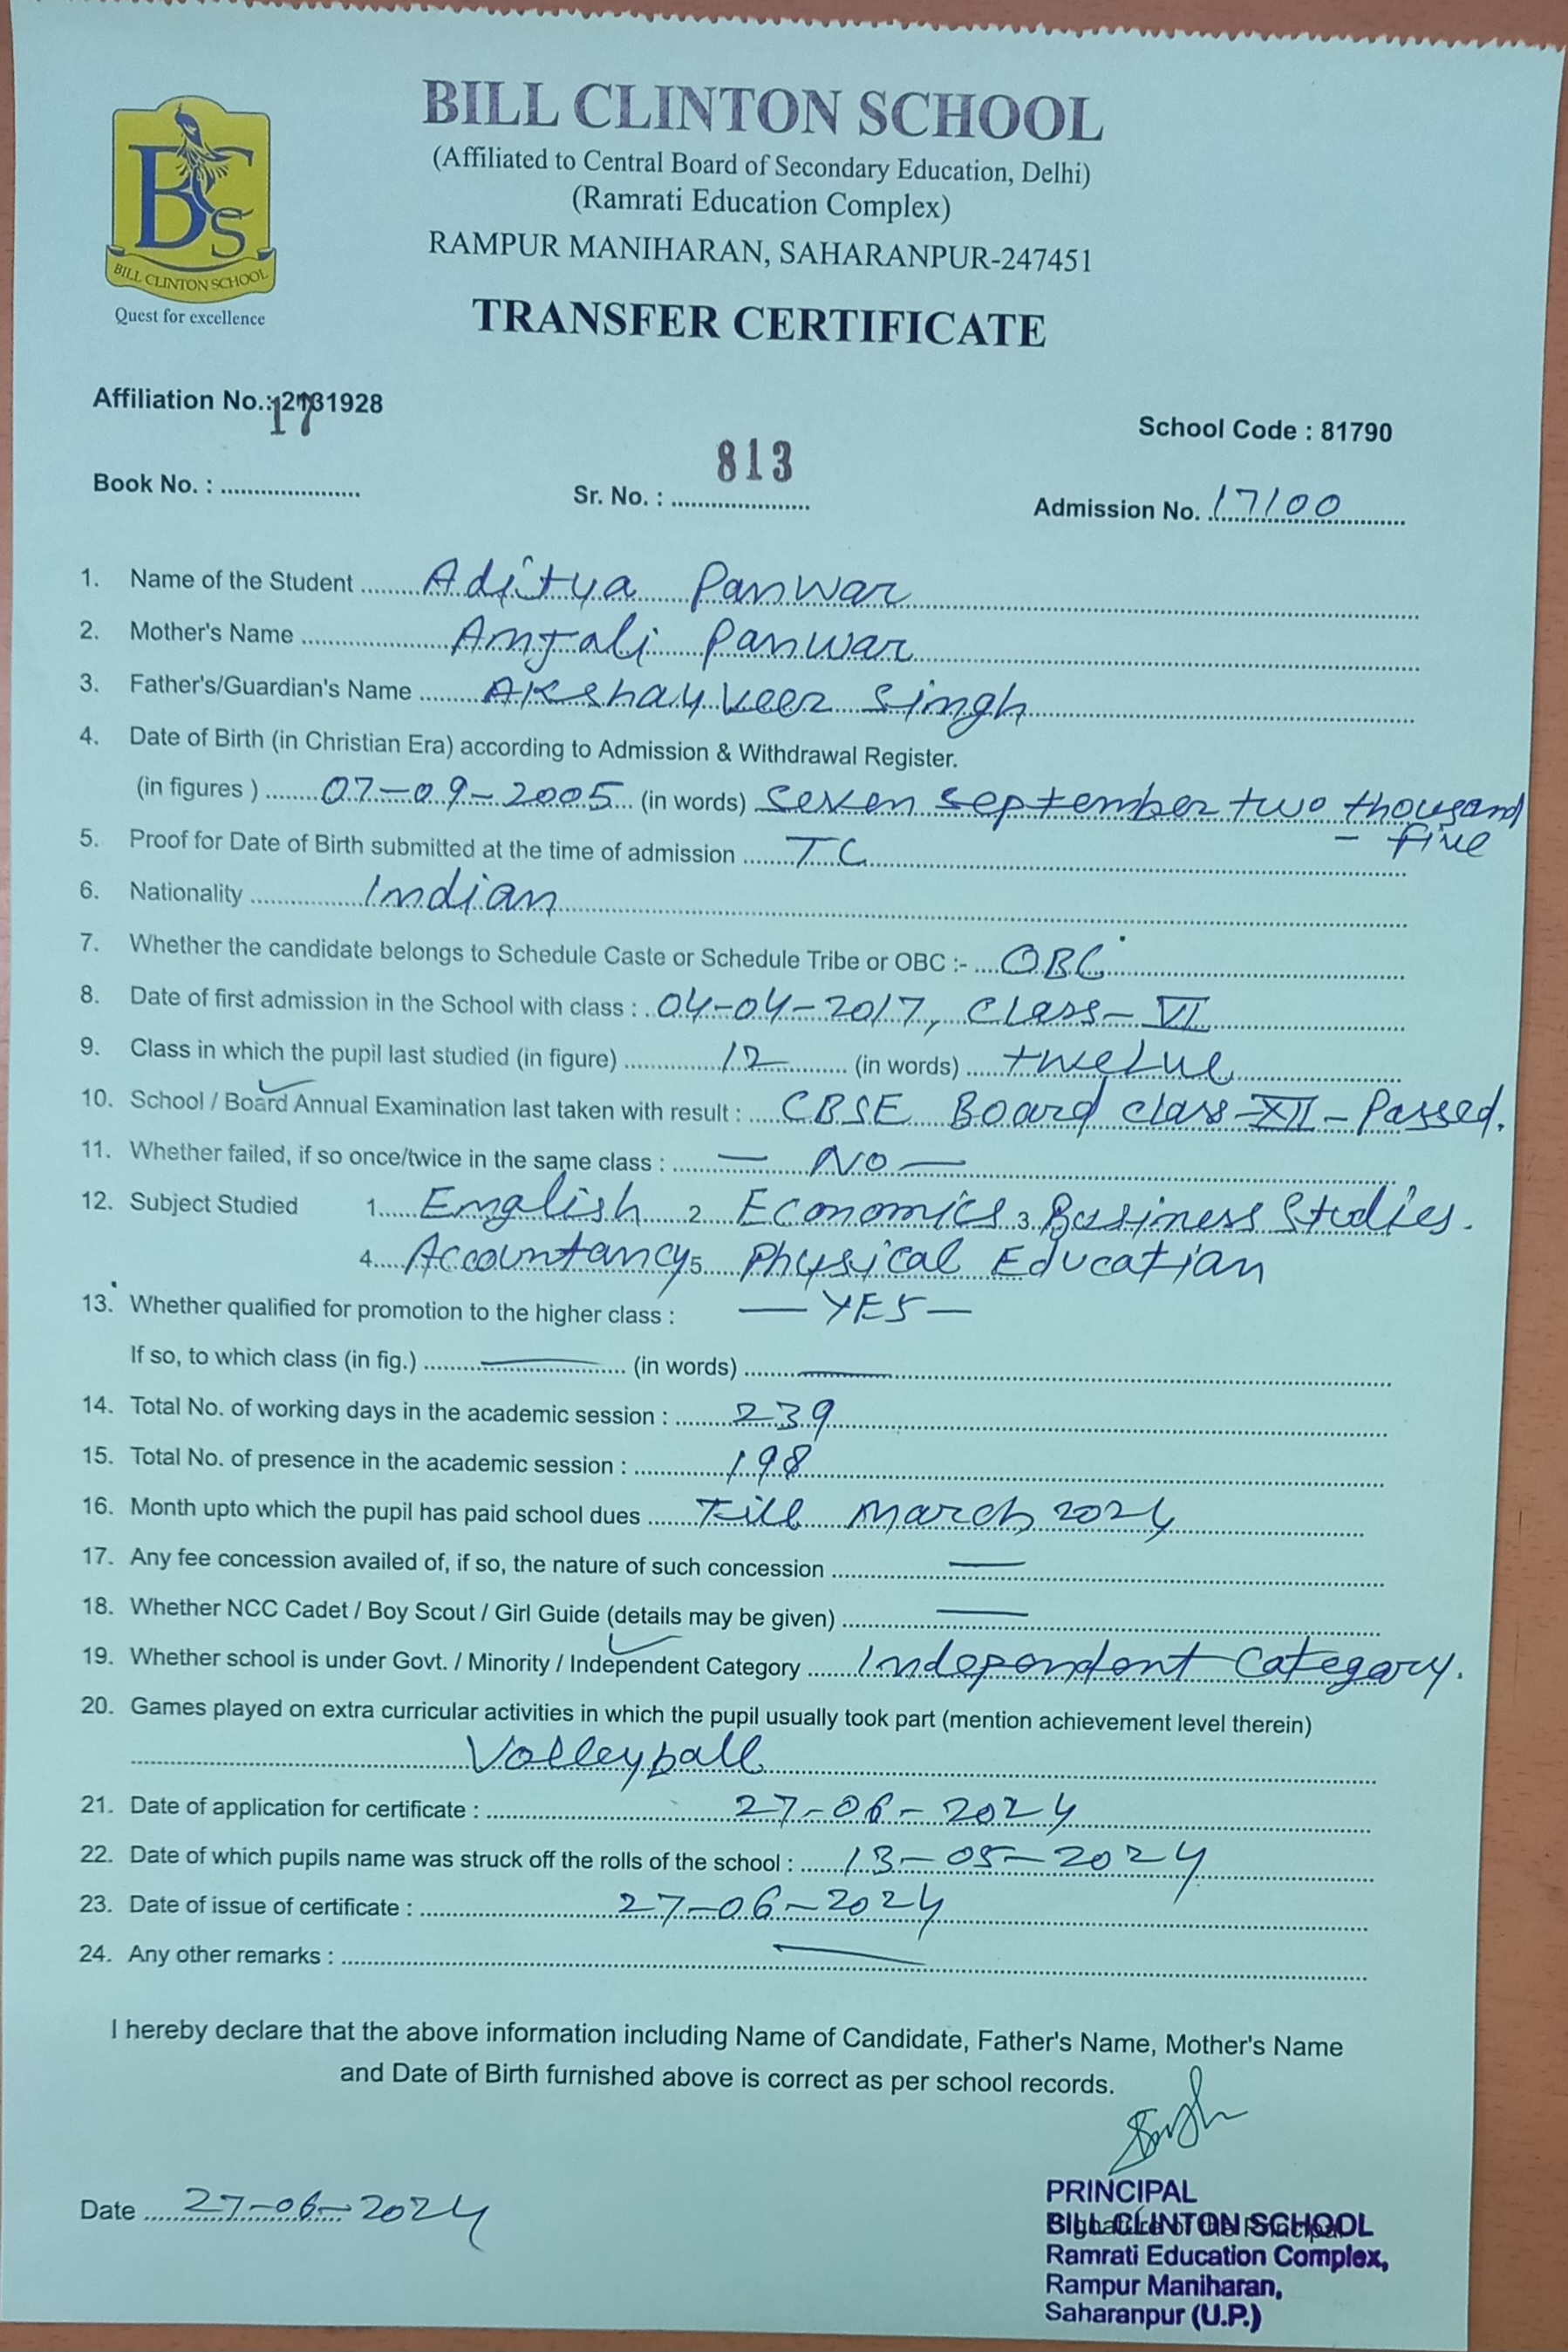 BILL CLINTON SCHOOL
(Affiliated to Central Board of Secondary Education, Delhi)
(Ramrati Education Complex)
RAMPUR MANIHARAN, SAHARANPUR-247451
BCS
BILL CLINTON SCHOOL
Quest for excellence
TRANSFER CERTIFICATE
Affiliation No.: 2131928
School Code : 81790
17
Book No. : .....................
Sr. No. : 813
Admission No. 17100
1. Name of the Student Aditya Panwar
2. Mother's Name Anjali Panwar
3. Father's/Guardian's Name Akshay Veer Singh
4. Date of Birth (in Christian Era) according to Admission & Withdrawal Register.
(in figures ) 07-09-2005 (in words) Seven September two thousand
- five
5. Proof for Date of Birth submitted at the time of admission TC
6. Nationality Indian
7. Whether the candidate belongs to Schedule Caste or Schedule Tribe or OBC :- OBC
8. Date of first admission in the School with class : 04-04-2017, Class- VI
9. Class in which the pupil last studied (in figure) 12 (in words) twelve
10. School / Board Annual Examination last taken with result : CBSE Board class-XII-Passed.
11. Whether failed, if so once/twice in the same class : — No —
12. Subject Studied 1. English 2. Economics 3. Business Studies.
4. Accountancy 5. Physical Education
13. Whether qualified for promotion to the higher class : — YES —
If so, to which class (in fig.) — (in words) —
14. Total No. of working days in the academic session : 239
15. Total No. of presence in the academic session : 198
16. Month upto which the pupil has paid school dues Till March 2024
17. Any fee concession availed of, if so, the nature of such concession —
18. Whether NCC Cadet / Boy Scout / Girl Guide (details may be given) —
19. Whether school is under Govt. / Minority / Independent Category Independent Category.
20. Games played on extra curricular activities in which the pupil usually took part (mention achievement level therein)
Volleyball
21. Date of application for certificate : 27-06-2024
22. Date of which pupils name was struck off the rolls of the school : 13-05-2024
23. Date of issue of certificate : 27-06-2024
24. Any other remarks : —
I hereby declare that the above information including Name of Candidate, Father's Name, Mother's Name
and Date of Birth furnished above is correct as per school records.
Singh
Date 27-06-2024
PRINCIPAL
Signature of the Principal
BILL CLINTON SCHOOL
Ramrati Education Complex,
Rampur Maniharan,
Saharanpur (U.P.)